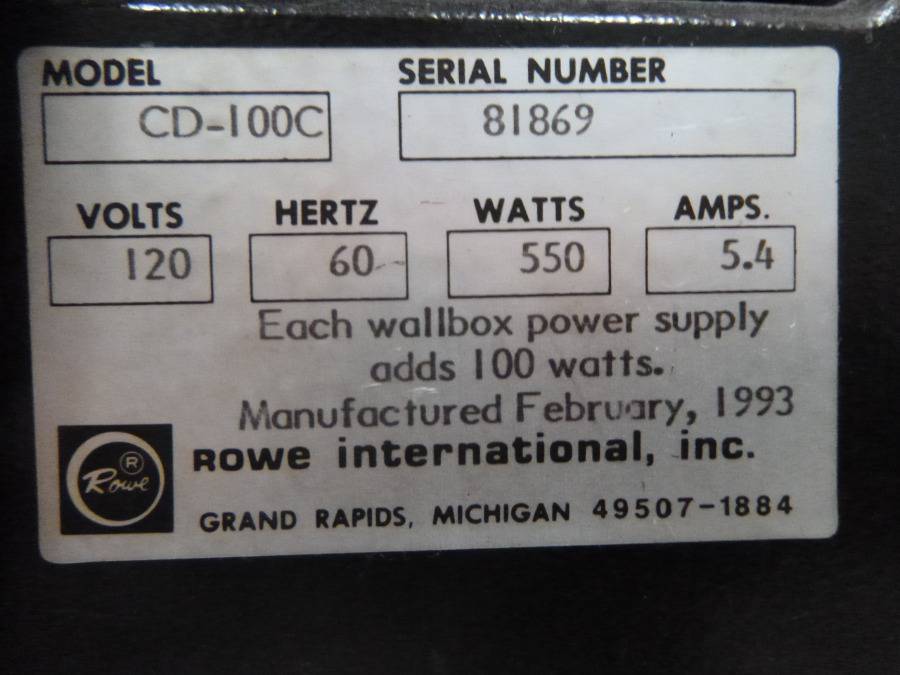 MODEL SERIAL NUMBER
CD-100C 81869
VOLTS HERTZ WATTS AMPS.
120 60 550 5.4
Each wallbox power supply
adds 100 watts.
Manufactured February, 1993
Rowe international, inc.
® Rowe
GRAND RAPIDS, MICHIGAN 49507-1884